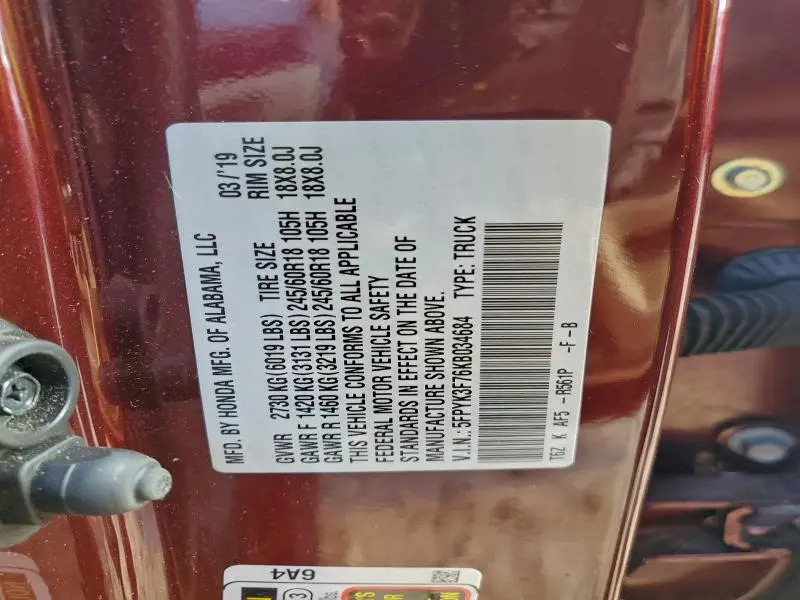 MFD. BY HONDA MFG. OF ALABAMA, LLC 03/'19
GVWR 2730 KG (6019 LBS) TIRE SIZE RIM SIZE
GAWR F 1420 KG (3131 LBS) 245/60R18 105H 18X8.0J
GAWR R 1460 KG (3219 LBS) 245/60R18 105H 18X8.0J
THIS VEHICLE CONFORMS TO ALL APPLICABLE
FEDERAL MOTOR VEHICLE SAFETY
STANDARDS IN EFFECT ON THE DATE OF
MANUFACTURE SHOWN ABOVE.
V.I.N.: 5FPYK3F76KB034684 TYPE: TRUCK
T6Z K AF5 -R561P -F -B
6A4